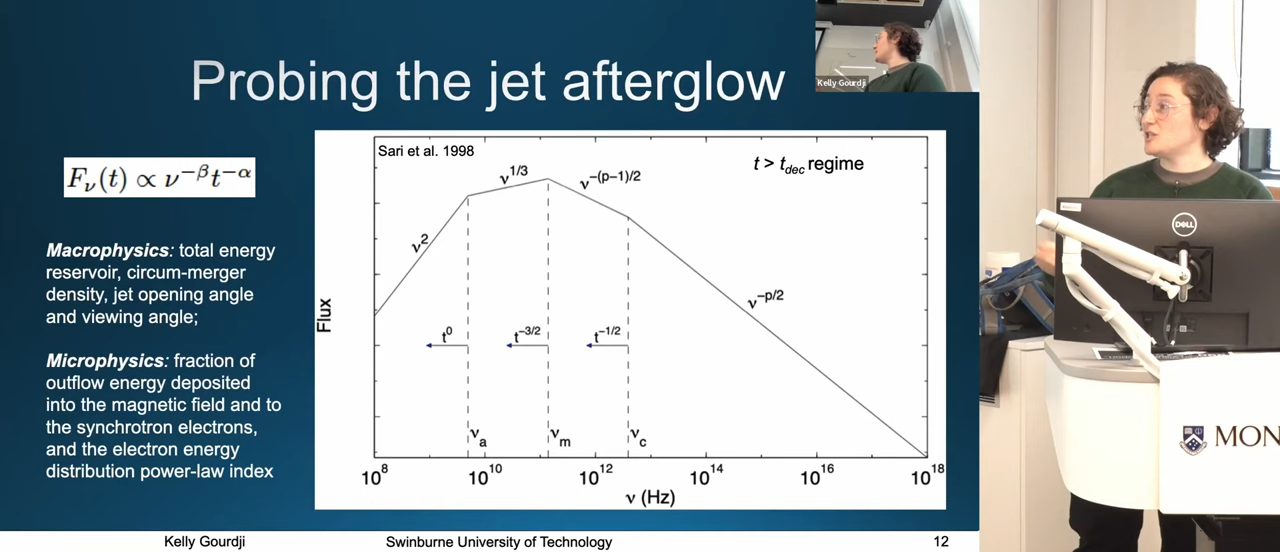 Probing the jet afterglow
Kelly Gourdji
Fν(t) ∝ ν^−β t^−α
Macrophysics: total energy
reservoir, circum-merger
density, jet opening angle
and viewing angle;
Microphysics: fraction of
outflow energy deposited
into the magnetic field and to
the synchrotron electrons,
and the electron energy
distribution power-law index
Sari et al. 1998
t > t_dec regime
ν^2
ν^1/3
ν^−(p−1)/2
ν^−p/2
t^0
t^−3/2
t^−1/2
ν_a
ν_m
ν_c
Flux
10^8
10^10
10^12
10^14
10^16
10^18
ν (Hz)
Kelly Gourdji
Swinburne University of Technology
12
DELL
MON